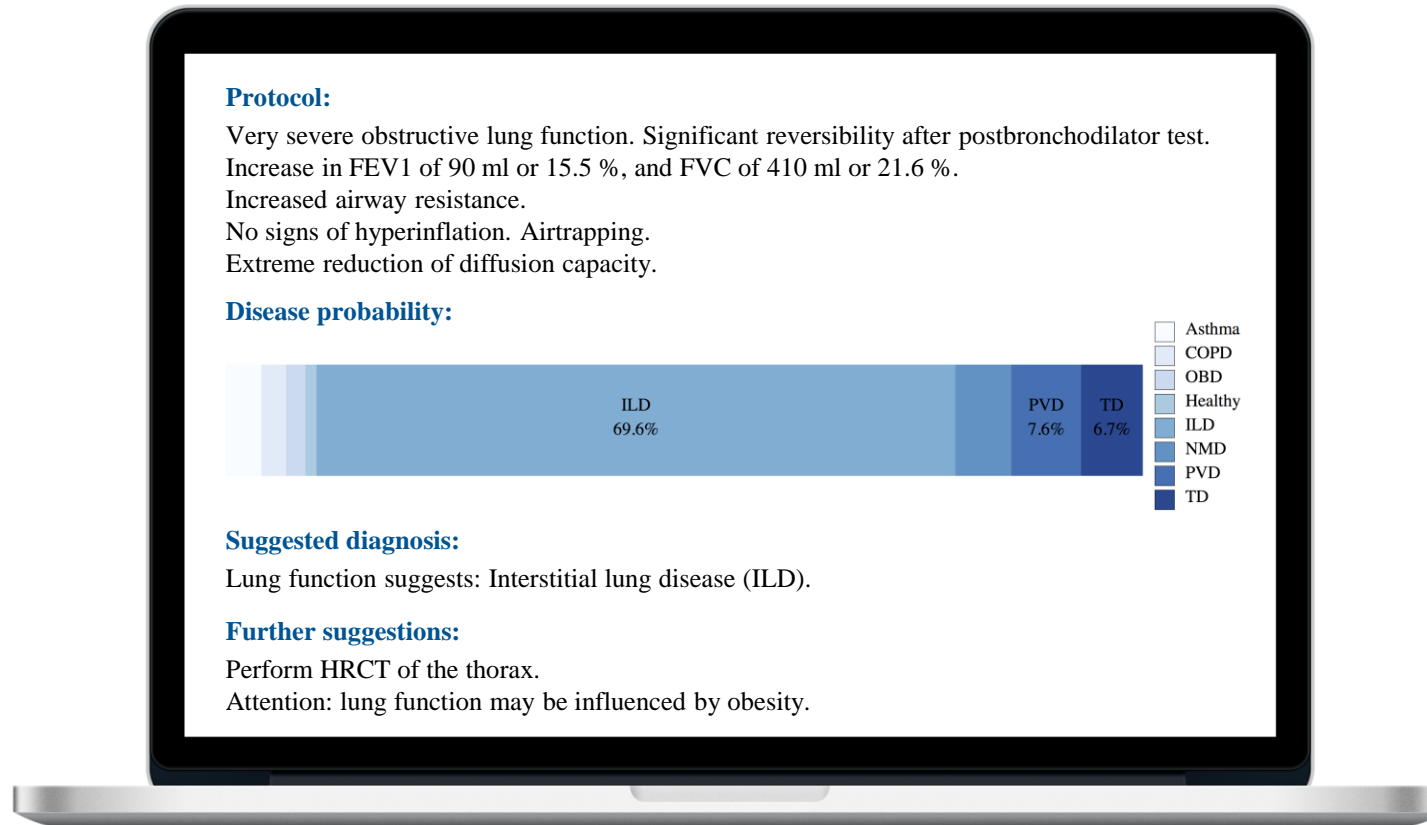 Protocol:
Very severe obstructive lung function. Significant reversibility after postbronchodilator test.
Increase in FEV1 of 90 ml or 15.5 %, and FVC of 410 ml or 21.6 %.
Increased airway resistance.
No signs of hyperinflation. Airtrapping.
Extreme reduction of diffusion capacity.
Disease probability:
ILD
69.6%
PVD
7.6%
TD
6.7%
Asthma
COPD
OBD
Healthy
ILD
NMD
PVD
TD
Suggested diagnosis:
Lung function suggests: Interstitial lung disease (ILD).
Further suggestions:
Perform HRCT of the thorax.
Attention: lung function may be influenced by obesity.